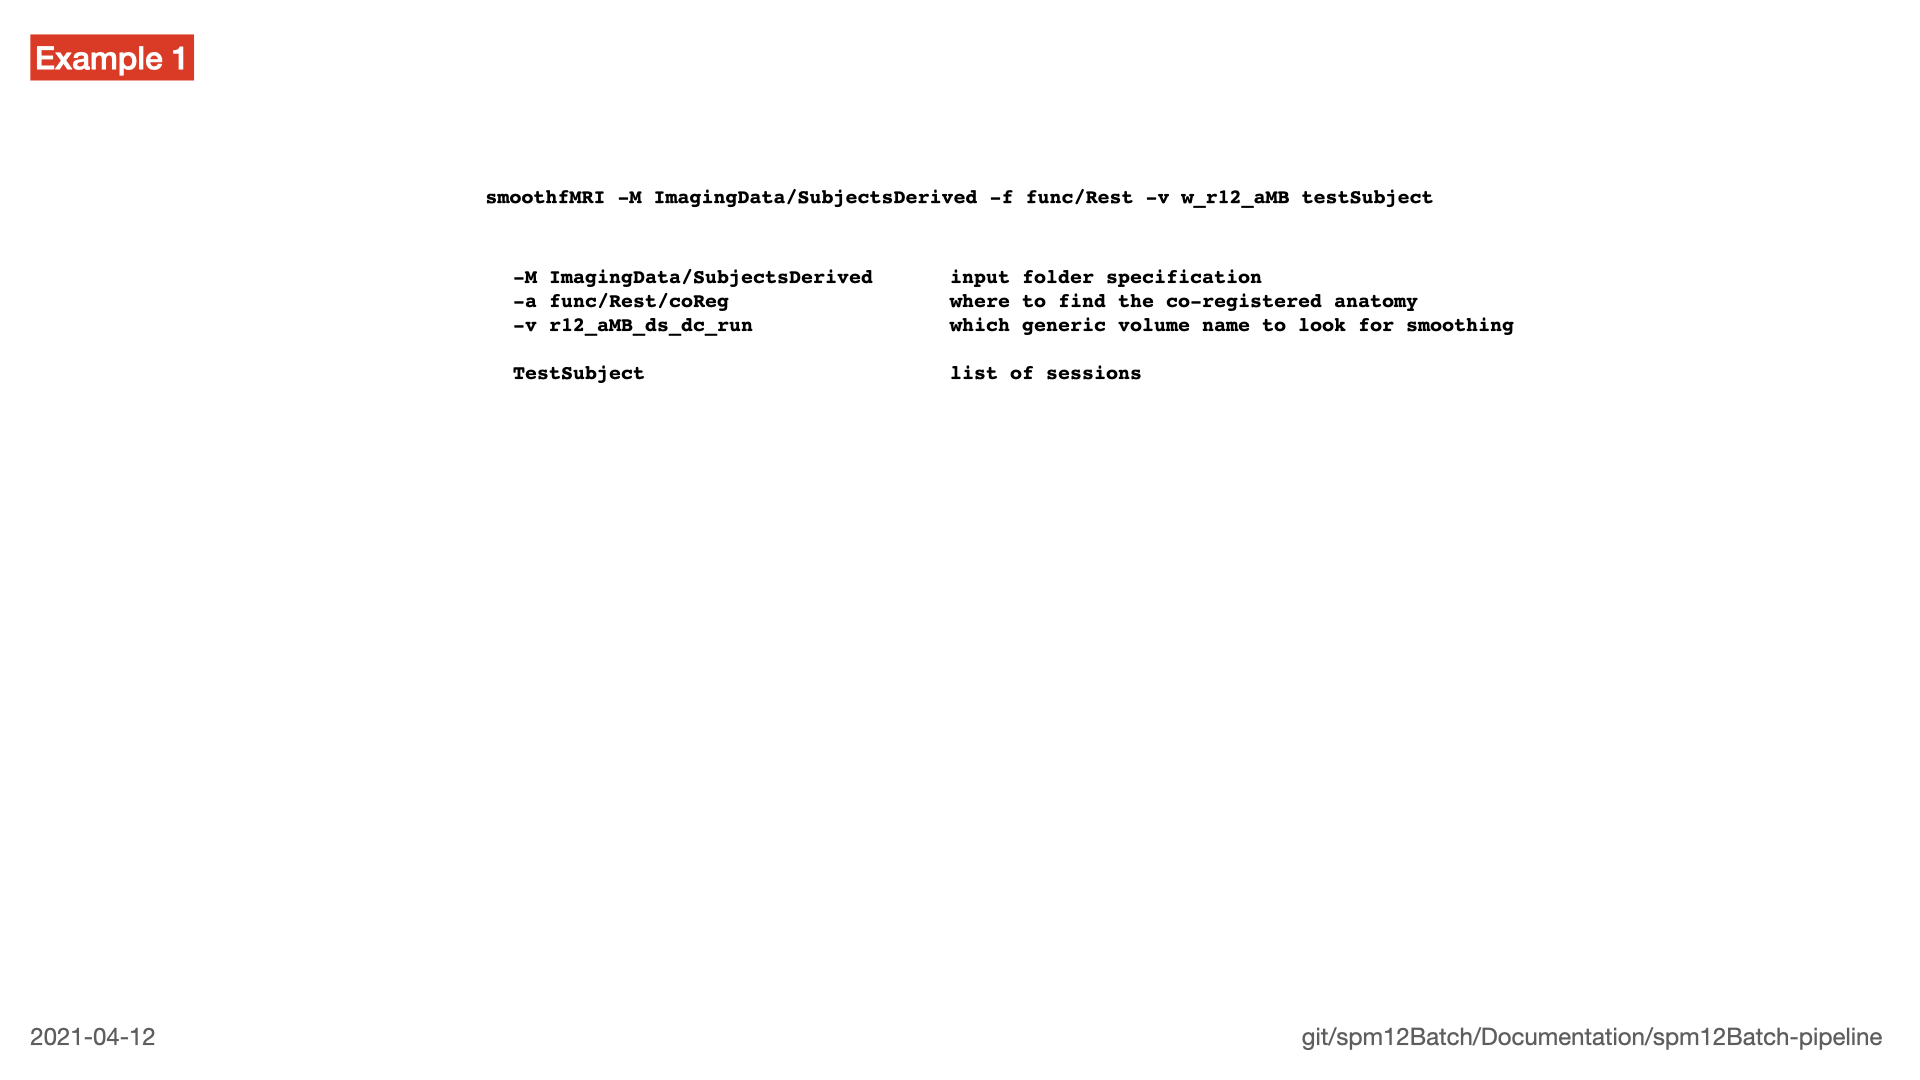 Example 1
smoothfMRI -M ImagingData/SubjectsDerived -f func/Rest -v w_r12_aMB testSubject
-M ImagingData/SubjectsDerived input folder specification
-a func/Rest/coReg where to find the co-registered anatomy
-v r12_aMB_ds_dc_run which generic volume name to look for smoothing
TestSubject list of sessions
2021-04-12 git/spm12Batch/Documentation/spm12Batch-pipeline